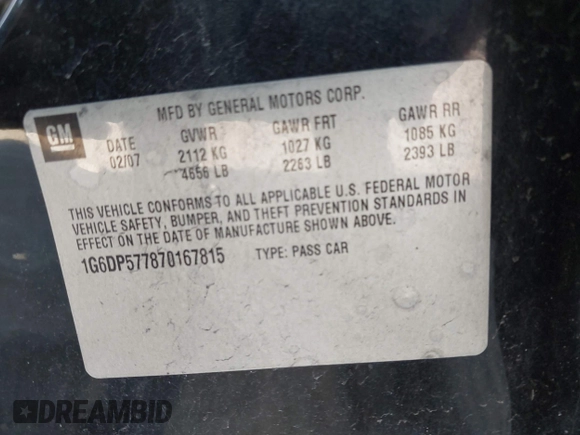 MFD BY GENERAL MOTORS CORP.
GM
DATE GVWR GAWR FRT GAWR RR
02/07 2112 KG 1027 KG 1085 KG
4656 LB 2263 LB 2393 LB
THIS VEHICLE CONFORMS TO ALL APPLICABLE U.S. FEDERAL MOTOR
VEHICLE SAFETY, BUMPER, AND THEFT PREVENTION STANDARDS IN
EFFECT ON THE DATE OF MANUFACTURE SHOWN ABOVE.
1G6DP577870167815 TYPE: PASS CAR
DREAMBID